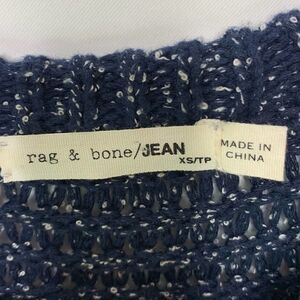 rag & bone/JEAN
XS/TP
MADE IN
CHINA